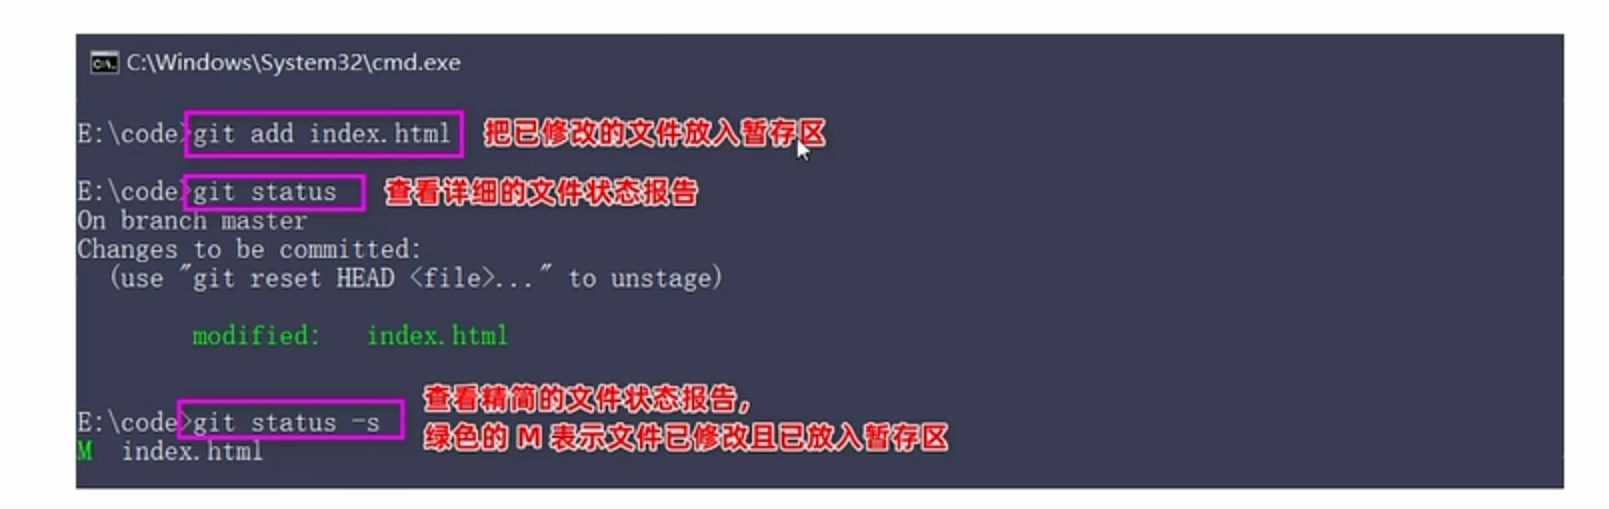 C:\Windows\System32\cmd.exe
E:\code>git add index.html 把已修改的文件放入暂存区
E:\code>git status 查看详细的文件状态报告
On branch master
Changes to be committed:
(use "git reset HEAD <file>..." to unstage)
modified: index.html
查看精简的文件状态报告，
E:\code>git status -s
绿色的 M 表示文件已修改且已放入暂存区
M index.html